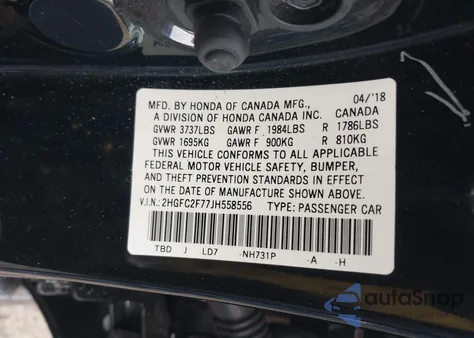 MFD. BY HONDA OF CANADA MFG., 04/'18
A DIVISION OF HONDA CANADA INC. CANADA
GVWR 3737LBS GAWR F 1984LBS R 1786LBS
GVWR 1695KG GAWR F 900KG R 810KG
THIS VEHICLE CONFORMS TO ALL APPLICABLE
FEDERAL MOTOR VEHICLE SAFETY, BUMPER,
AND THEFT PREVENTION STANDARDS IN EFFECT
ON THE DATE OF MANUFACTURE SHOWN ABOVE.
V.I.N.: 2HGFC2F77JH558556 TYPE: PASSENGER CAR
TBD J LD7 -NH731P -A -H
autoSnap